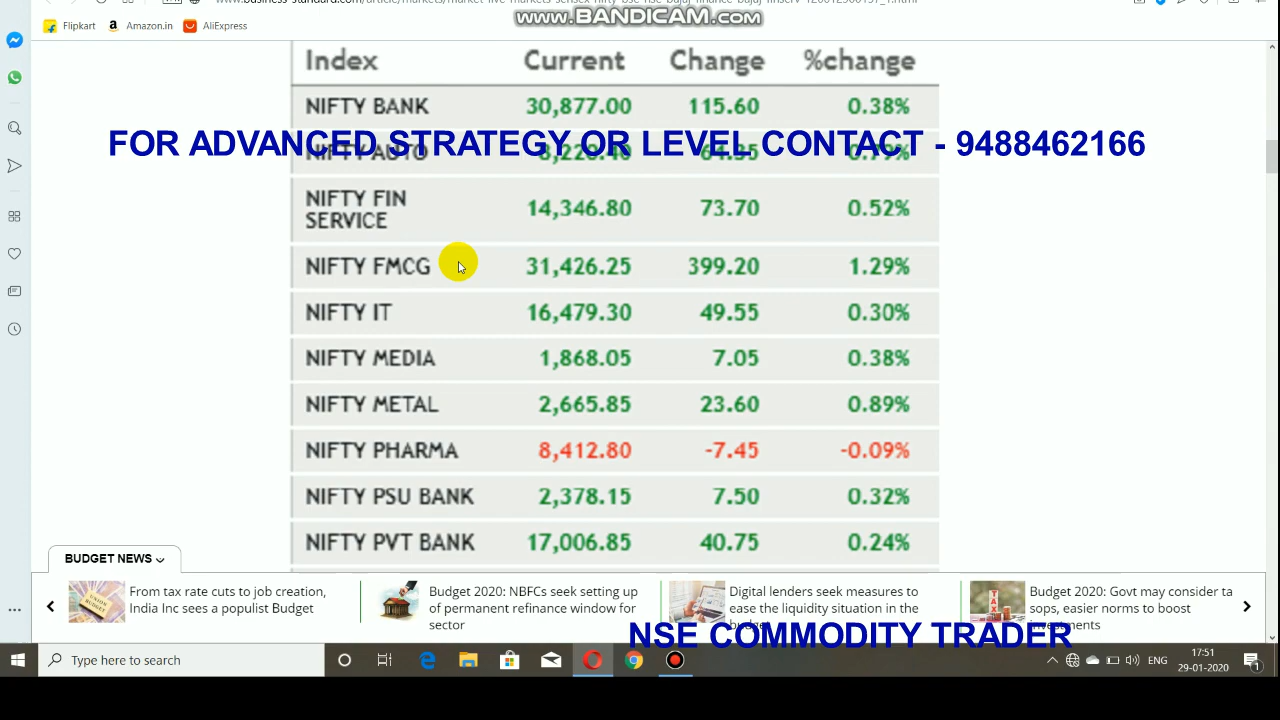 www.BANDICAM.com
Flipkart Amazon.in AliExpress
Index Current Change %change
NIFTY BANK 30,877.00 115.60 0.38%
FOR ADVANCED STRATEGY OR LEVEL CONTACT - 9488462166
NIFTY AUTO
NIFTY FIN
SERVICE 14,346.80 73.70 0.52%
NIFTY FMCG 31,426.25 399.20 1.29%
NIFTY IT 16,479.30 49.55 0.30%
NIFTY MEDIA 1,868.05 7.05 0.38%
NIFTY METAL 2,665.85 23.60 0.89%
NIFTY PHARMA 8,412.80 -7.45 -0.09%
NIFTY PSU BANK 2,378.15 7.50 0.32%
NIFTY PVT BANK 17,006.85 40.75 0.24%
BUDGET NEWS
From tax rate cuts to job creation,
India Inc sees a populist Budget
Budget 2020: NBFCs seek setting up
of permanent refinance window for
sector
Digital lenders seek measures to
ease the liquidity situation in the
Budget 2020: Govt may consider ta
sops, easier norms to boost
investments
NSE COMMODITY TRADER
Type here to search
ENG
17:51
29-01-2020
1